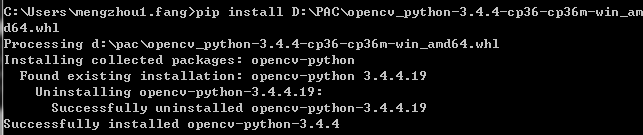 C:\Users\mengzhou1.fang>pip install D:\PAC\opencv_python-3.4.4-cp36-cp36m-win_am
d64.whl
Processing d:\pac\opencv_python-3.4.4-cp36-cp36m-win_amd64.whl
Installing collected packages: opencv-python
Found existing installation: opencv-python 3.4.4.19
Uninstalling opencv-python-3.4.4.19:
Successfully uninstalled opencv-python-3.4.4.19
Successfully installed opencv-python-3.4.4